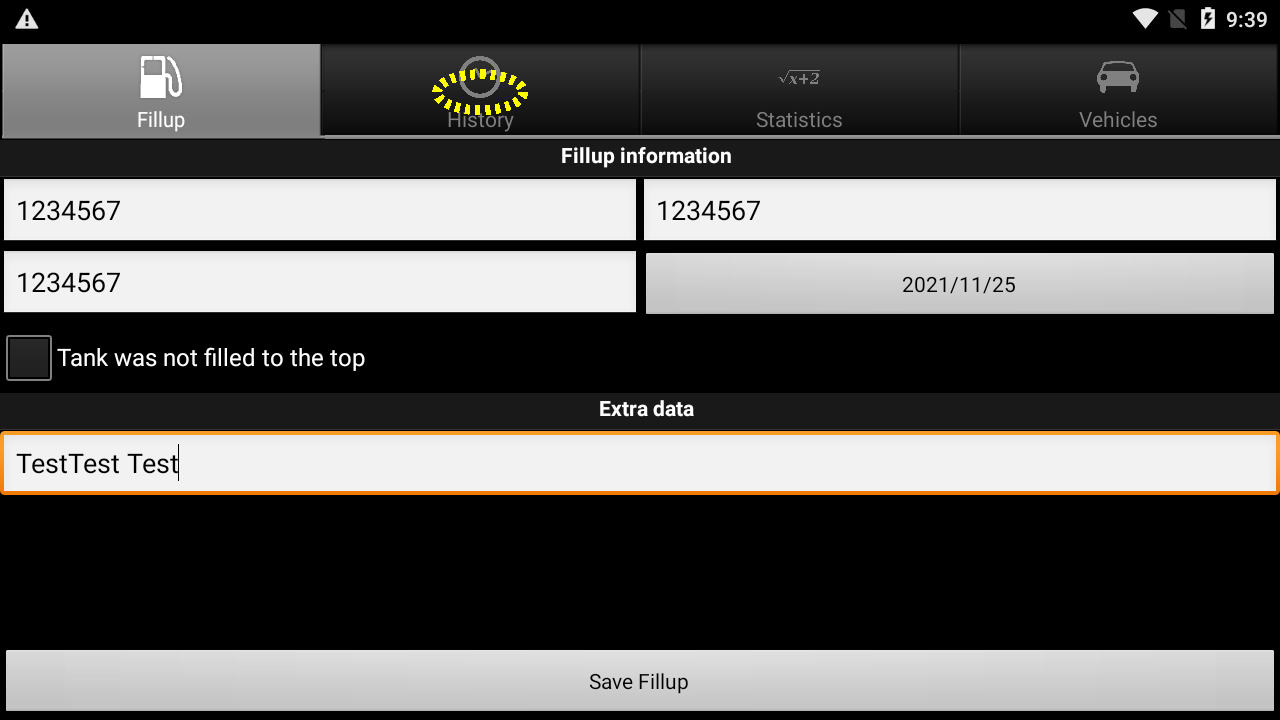 9:39
Fillup
History
√x+2
Statistics
Vehicles
Fillup information
1234567
1234567
1234567
2021/11/25
Tank was not filled to the top
Extra data
TestTest Test
Save Fillup